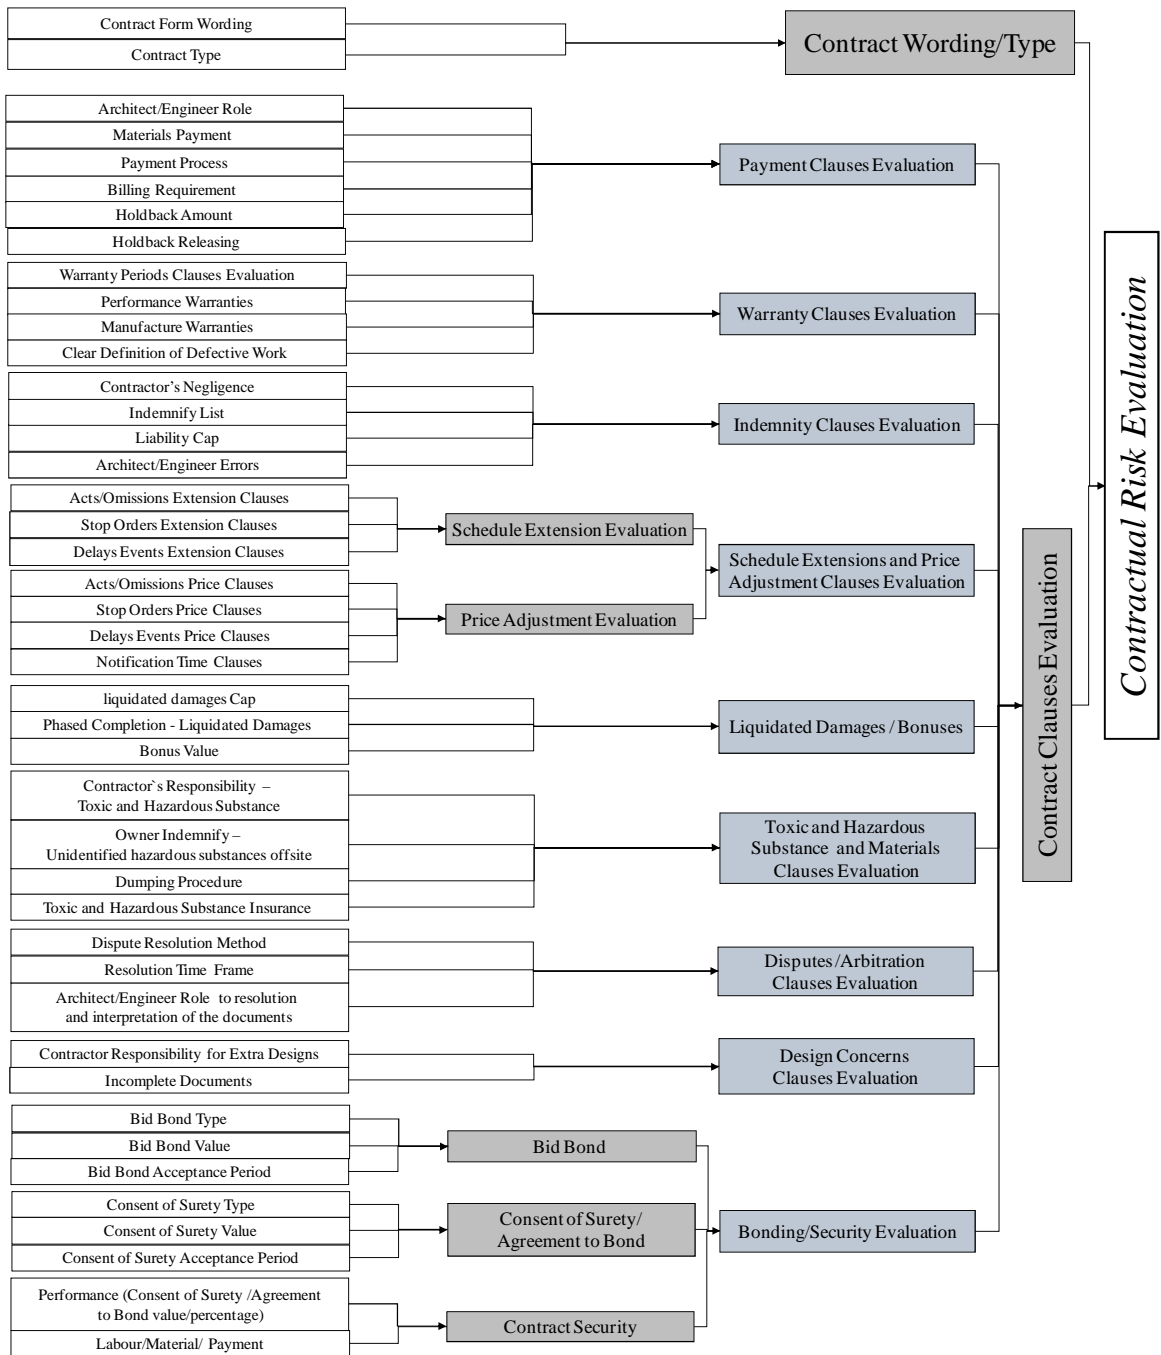 Contract Form Wording
Contract Type
Contract Wording/Type
Architect/Engineer Role
Materials Payment
Payment Process
Billing Requirement
Holdback Amount
Holdback Releasing
Payment Clauses Evaluation
Warranty Periods Clauses Evaluation
Performance Warranties
Manufacture Warranties
Clear Definition of Defective Work
Warranty Clauses Evaluation
Contractor's Negligence
Indemnify List
Liability Cap
Architect/Engineer Errors
Indemnity Clauses Evaluation
Acts/Omissions Extension Clauses
Stop Orders Extension Clauses
Delays Events Extension Clauses
Schedule Extension Evaluation
Acts/Omissions Price Clauses
Stop Orders Price Clauses
Delays Events Price Clauses
Notification Time Clauses
Price Adjustment Evaluation
Schedule Extensions and Price
Adjustment Clauses Evaluation
liquidated damages Cap
Phased Completion - Liquidated Damages
Bonus Value
Liquidated Damages / Bonuses
Contractor`s Responsibility –
Toxic and Hazardous Substance
Owner Indemnify –
Unidentified hazardous substances offsite
Dumping Procedure
Toxic and Hazardous Substance Insurance
Toxic and Hazardous
Substance and Materials
Clauses Evaluation
Dispute Resolution Method
Resolution Time Frame
Architect/Engineer Role to resolution
and interpretation of the documents
Disputes /Arbitration
Clauses Evaluation
Contractor Responsibility for Extra Designs
Incomplete Documents
Design Concerns
Clauses Evaluation
Bid Bond Type
Bid Bond Value
Bid Bond Acceptance Period
Bid Bond
Consent of Surety Type
Consent of Surety Value
Consent of Surety Acceptance Period
Consent of Surety/
Agreement to Bond
Performance (Consent of Surety /Agreement
to Bond value/percentage)
Labour/Material/ Payment
Contract Security
Bonding/Security Evaluation
Contract Clauses Evaluation
Contractual Risk Evaluation